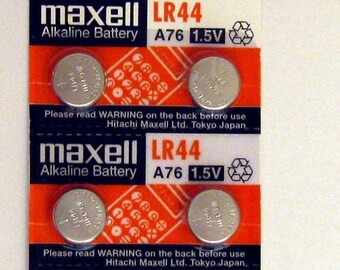 maxell LR44
Alkaline Battery A76 1.5V
Please read WARNING on the back before use
Hitachi Maxell Ltd. Tokyo Japan.
maxell LR44
Alkaline Battery A76 1.5V
Please read WARNING on the back before use
Hitachi Maxell Ltd. Tokyo Japan,